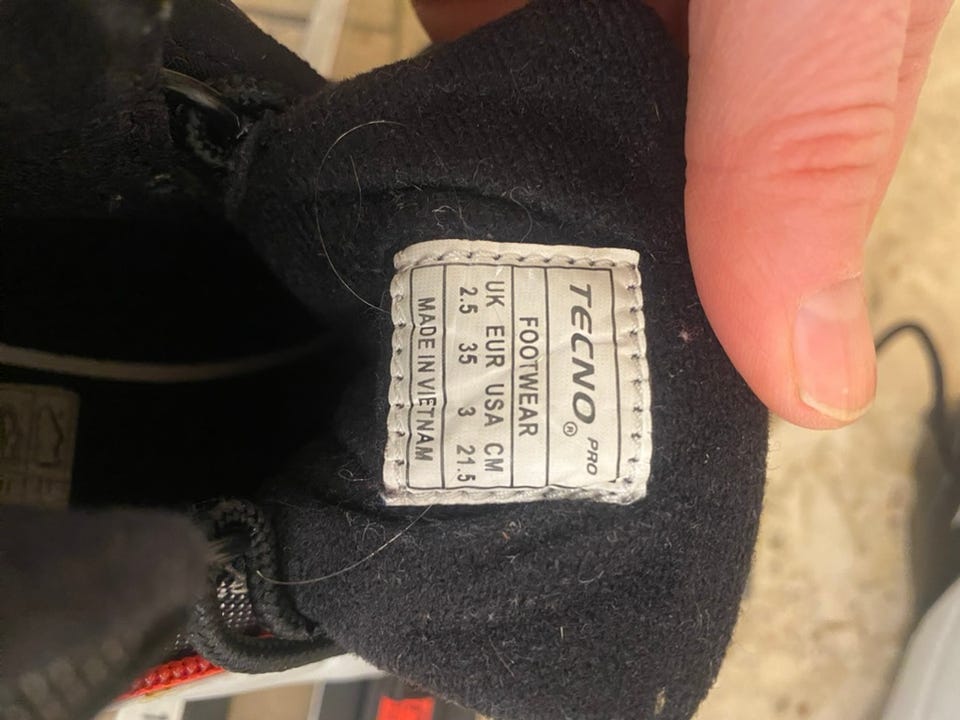 TECNO® PRO
FOOTWEAR
UK EUR USA CM
2.5 35 3 21.5
MADE IN VIETNAM